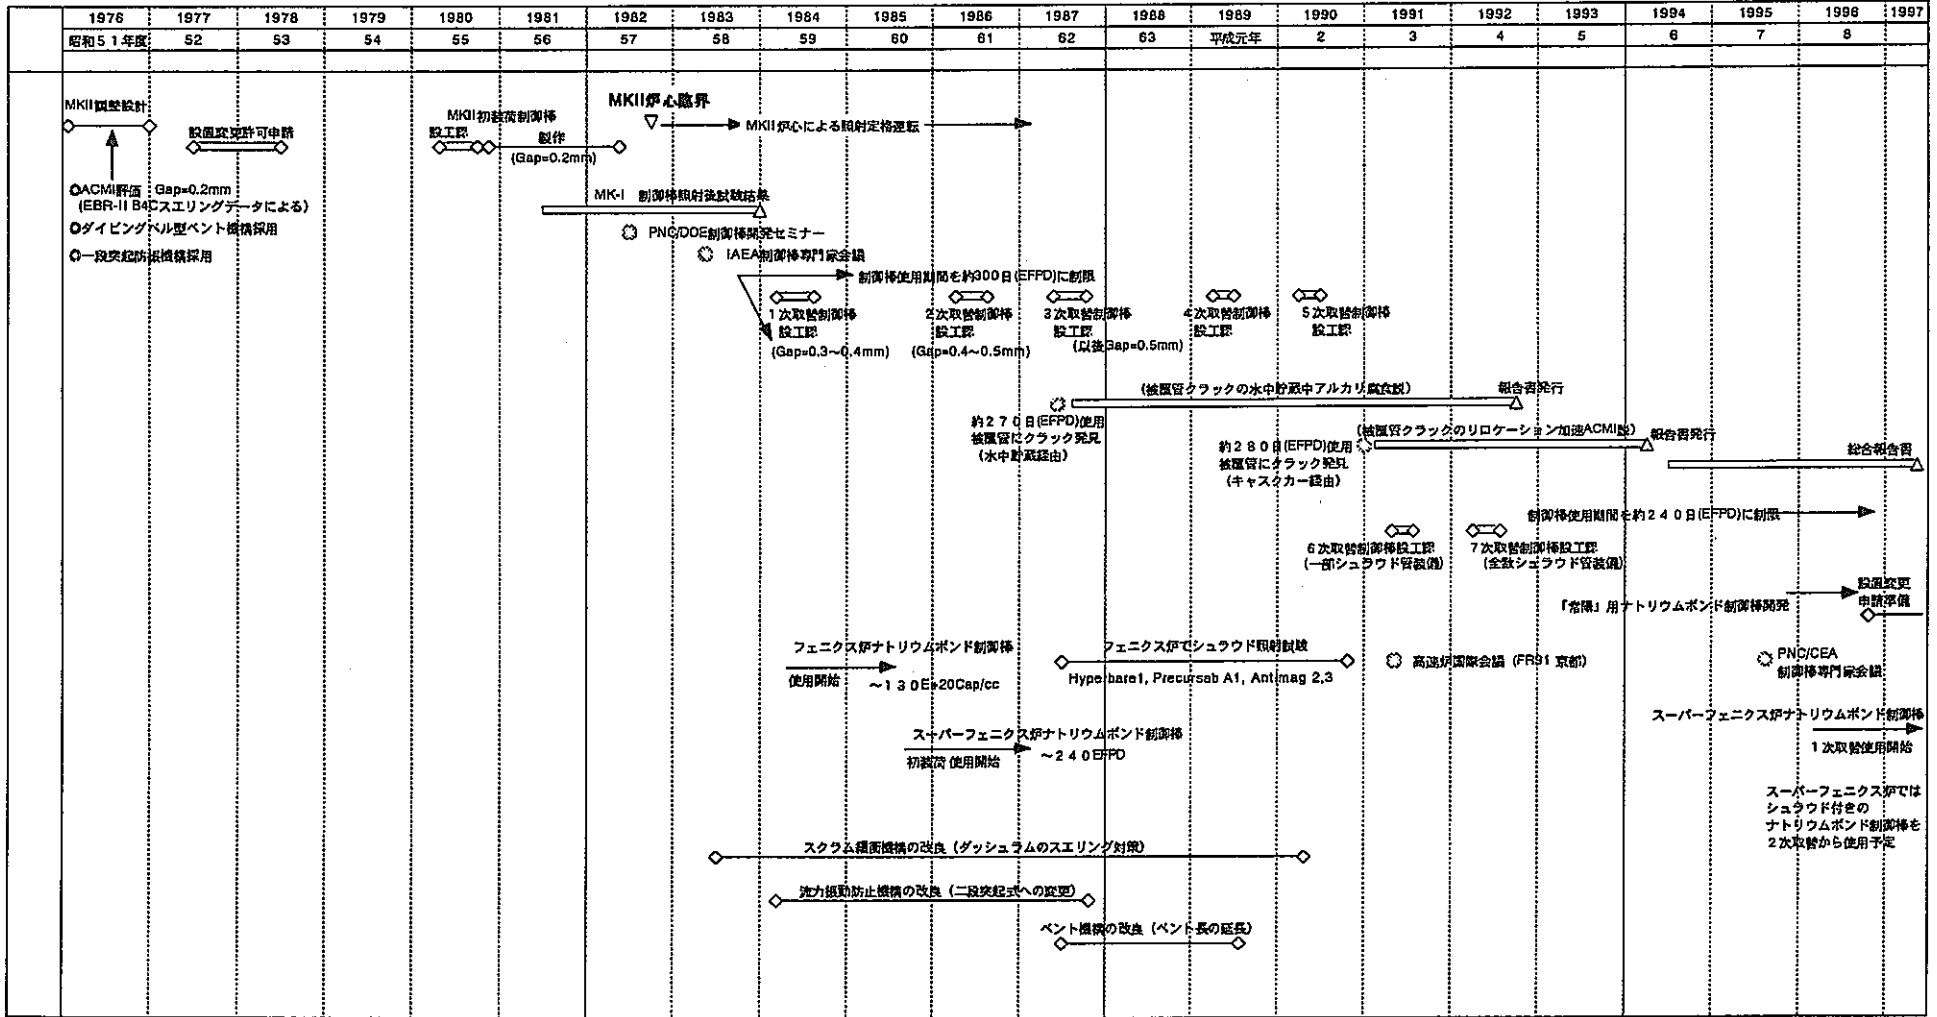 1976 1977 1978 1979 1980 1981 1982 1983 1984 1985 1986 1987 1988 1989 1990 1991 1992 1993 1994 1995 1996 1997
昭和51年度 52 53 54 55 56 57 58 59 60 61 62 63 平成元年 2 3 4 5 6 7 8
MKII調整設計
設置変更許可申請
MKII初装荷制御棒
設工認
製作
(Gap=0.2mm)
MKII炉心臨界
MKII炉心による照射定格運転
ACMI評価 Gap=0.2mm
(EBR-II B4Cスエリングデータによる)
ダイビングベル型ベント機構採用
一段突起防振機構採用
MK-I 制御棒照射後試験結果
PNC/DOE制御棒開発セミナー
IAEA制御棒専門家会議
制御棒使用期間を約300日(EFPD)に制限
1次取替制御棒
設工認
(Gap=0.3~0.4mm)
2次取替制御棒
設工認
(Gap=0.4~0.5mm)
3次取替制御棒
設工認
(以後Gap=0.5mm)
4次取替制御棒
設工認
5次取替制御棒
設工認
(被覆管クラックの水中貯蔵中アルカリ腐食説)
報告書発行
約270日(EFPD)使用
被覆管にクラック発見
(水中貯蔵経由)
(被覆管クラックのリロケーション加速ACMI説)
報告書発行
約280日(EFPD)使用
被覆管にクラック発見
(キャスクカー経由)
総合報告書
制御棒使用期間を約240日(EFPD)に制限
6次取替制御棒設工認
(一部シュラウド管装備)
7次取替制御棒設工認
(全数シュラウド管装備)
設置変更
申請準備
「常陽」用ナトリウムボンド制御棒開発
フェニクス炉ナトリウムボンド制御棒
使用開始
~130E+20Cap/cc
フェニクス炉でシュラウド照射試験
Hyperbare1, Precursab A1, Antimag 2,3
高速炉国際会議 (FR91 京都)
PNC/CEA
制御棒専門家会議
スーパーフェニクス炉ナトリウムボンド制御棒
初装荷 使用開始
~240EFPD
スーパーフェニクス炉ナトリウムボンド制御棒
1次取替使用開始
スーパーフェニクス炉では
シュラウド付きの
ナトリウムボンド制御棒を
2次取替から使用予定
スクラム緩衝機構の改良 (ダッシュラムのスエリング対策)
流力振動防止機構の改良 (二段突起式への変更)
ベント機構の改良 (ベント長の延長)